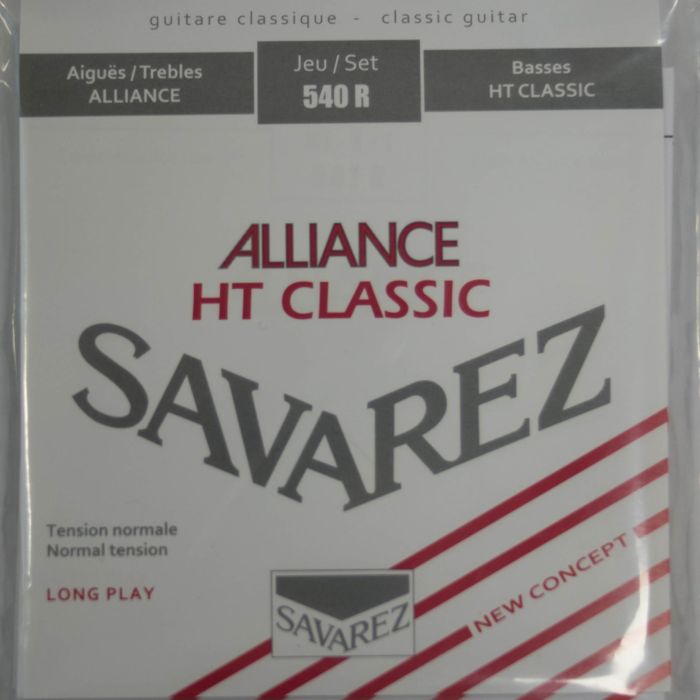 guitare classique - classic guitar
Aiguës / Trebles
ALLIANCE
Jeu / Set
540 R
Basses
HT CLASSIC
ALLIANCE
HT CLASSIC
SAVAREZ
Tension normale
Normal tension
LONG PLAY
NEW CONCEPT
SAVAREZ